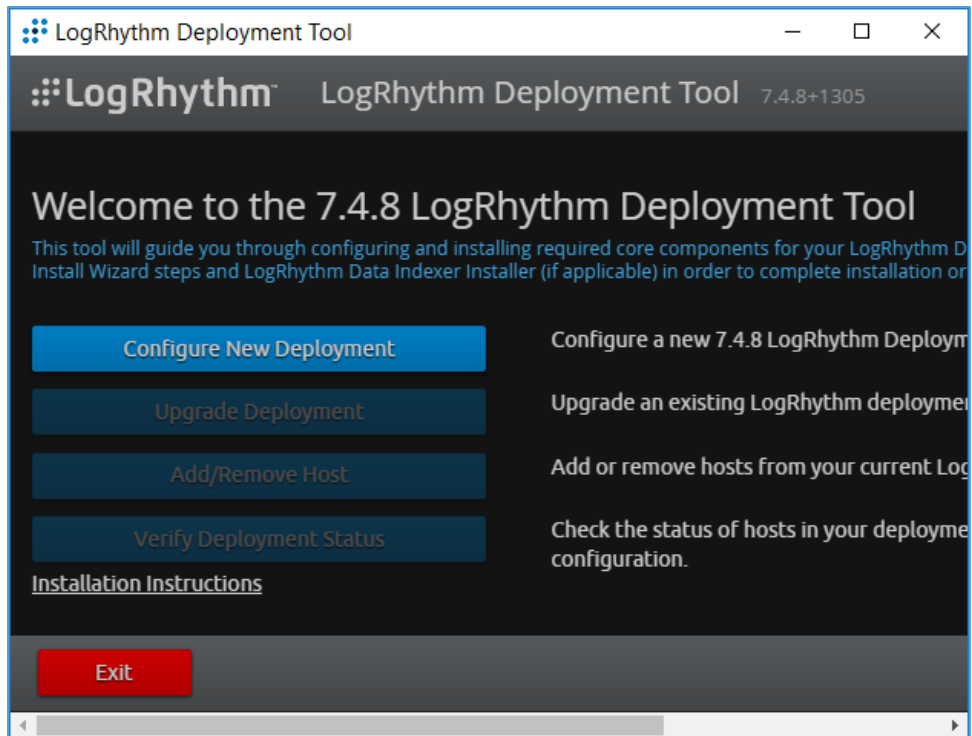 LogRhythm Deployment Tool
LogRhythm™ LogRhythm Deployment Tool 7.4.8+1305
Welcome to the 7.4.8 LogRhythm Deployment Tool
This tool will guide you through configuring and installing required core components for your LogRhythm D
Install Wizard steps and LogRhythm Data Indexer Installer (if applicable) in order to complete installation or
Configure New Deployment
Configure a new 7.4.8 LogRhythm Deploym
Upgrade Deployment
Upgrade an existing LogRhythm deploymen
Add/Remove Host
Add or remove hosts from your current Log
Verify Deployment Status
Check the status of hosts in your deployme
configuration.
Installation Instructions
Exit